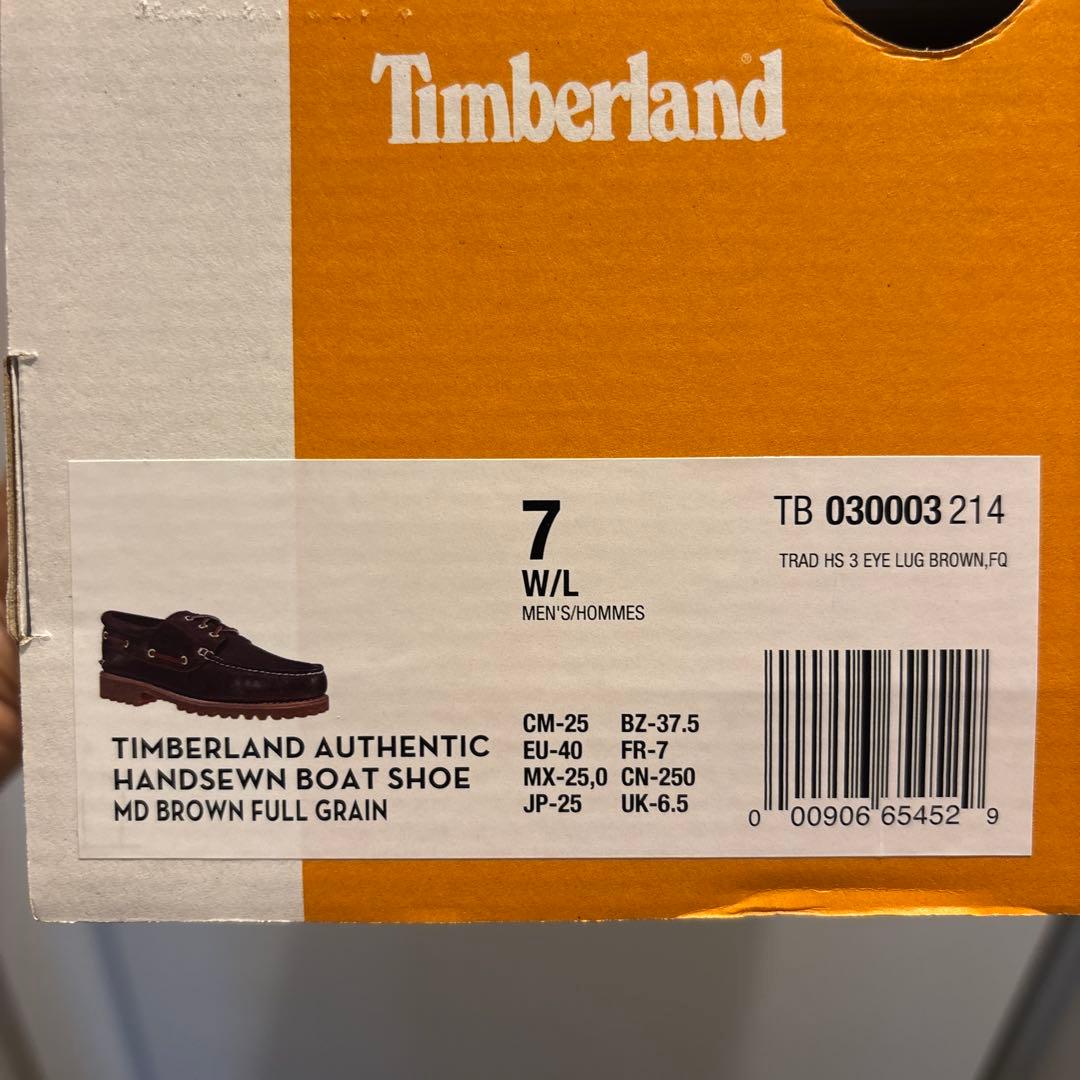 Timberland®
7
W/L
MEN'S/HOMMES
TB 030003 214
TRAD HS 3 EYE LUG BROWN,FQ
TIMBERLAND AUTHENTIC
HANDSEWN BOAT SHOE
MD BROWN FULL GRAIN
CM-25 BZ-37.5
EU-40 FR-7
MX-25,0 CN-250
JP-25 UK-6.5
0 00906 65452 9